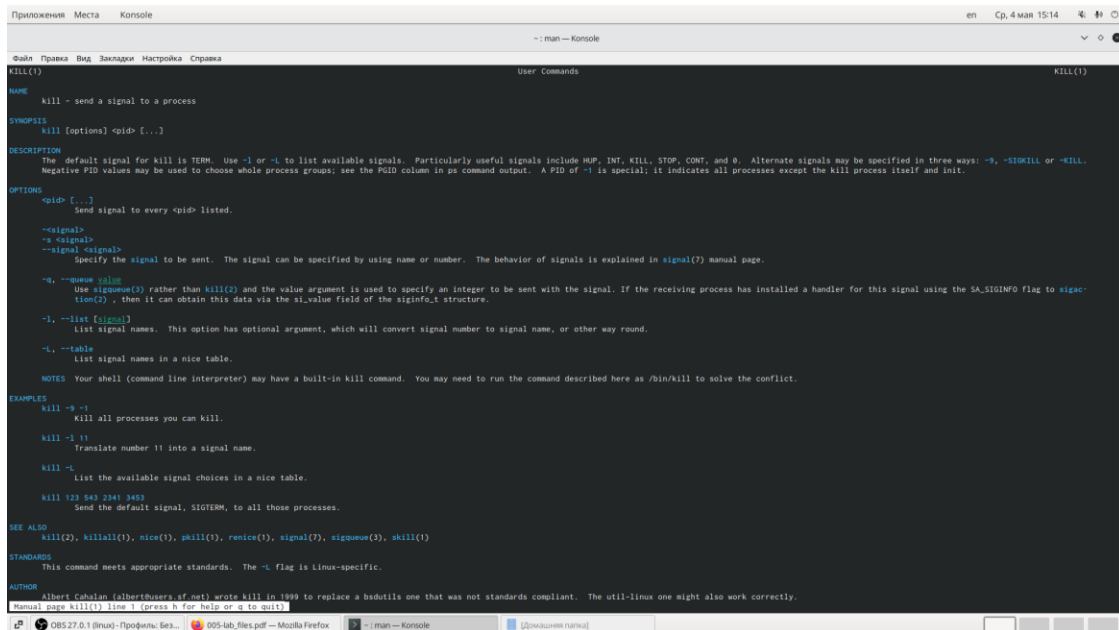 Приложения Места Konsole en Ср, 4 мая 15:14
~ : man — Konsole
Файл Правка Вид Закладки Настройка Справка
KILL(1) User Commands KILL(1)
NAME
kill - send a signal to a process
SYNOPSIS
kill [options] <pid> [...]
DESCRIPTION
The default signal for kill is TERM. Use -l or -L to list available signals. Particularly useful signals include HUP, INT, KILL, STOP, CONT, and 0. Alternate signals may be specified in three ways: -9, -SIGKILL or -KILL.
Negative PID values may be used to choose whole process groups; see the PGID column in ps command output. A PID of -1 is special; it indicates all processes except the kill process itself and init.
OPTIONS
<pid> [...]
Send signal to every <pid> listed.
-<signal>
-s <signal>
--signal <signal>
Specify the signal to be sent. The signal can be specified by using name or number. The behavior of signals is explained in signal(7) manual page.
-q, --queue value
Use sigqueue(3) rather than kill(2) and the value argument is used to specify an integer to be sent with the signal. If the receiving process has installed a handler for this signal using the SA_SIGINFO flag to sigac-
tion(2) , then it can obtain this data via the si_value field of the siginfo_t structure.
-l, --list [signal]
List signal names. This option has optional argument, which will convert signal number to signal name, or other way round.
-L, --table
List signal names in a nice table.
NOTES Your shell (command line interpreter) may have a built-in kill command. You may need to run the command described here as /bin/kill to solve the conflict.
EXAMPLES
kill -9 -1
Kill all processes you can kill.
kill -l 11
Translate number 11 into a signal name.
kill -L
List the available signal choices in a nice table.
kill 123 543 2341 3453
Send the default signal, SIGTERM, to all those processes.
SEE ALSO
kill(2), killall(1), nice(1), pkill(1), renice(1), signal(7), sigqueue(3), skill(1)
STANDARDS
This command meets appropriate standards. The -L flag is Linux-specific.
AUTHOR
Albert Cahalan (albert@users.sf.net) wrote kill in 1999 to replace a bsdutils one that was not standards compliant. The util-linux one might also work correctly.
Manual page kill(1) line 1 (press h for help or q to quit)
OBS 27.0.1 (linux) - Профиль: Без... 005-lab_files.pdf — Mozilla Firefox ~ : man — Konsole [Домашняя папка]